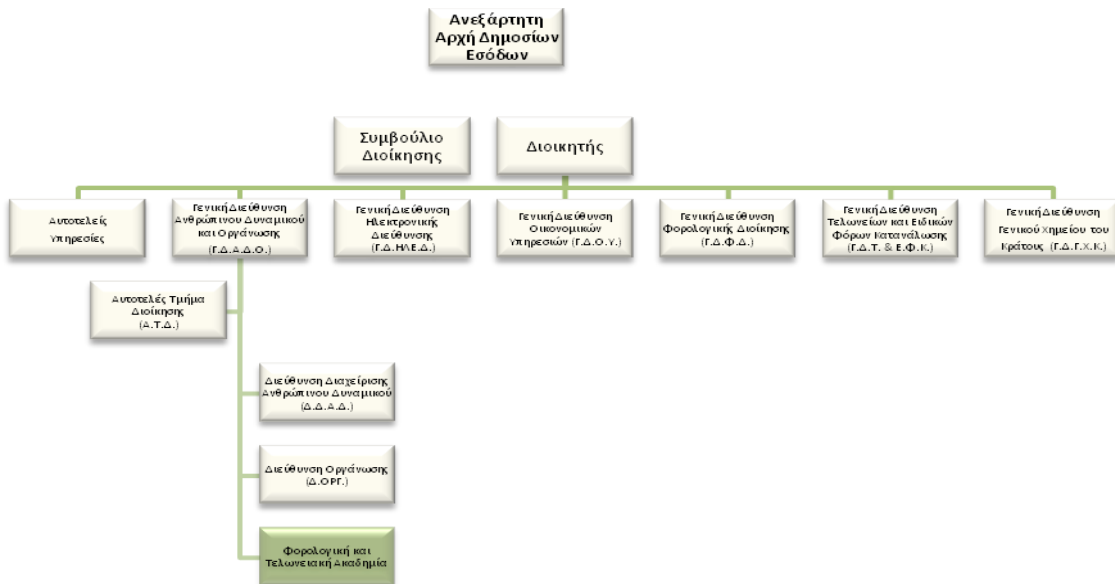 Ανεξάρτητη
Αρχή Δημοσίων
Εσόδων
Συμβούλιο
Διοίκησης
Διοικητής
Αυτοτελείς
Υπηρεσίες
Γενική Διεύθυνση
Ανθρώπινου Δυναμικού
και Οργάνωσης
(Γ.Δ.Α.Δ.Ο.)
Γενική Διεύθυνση
Ηλεκτρονικής
Διεύθυνσης
(Γ.Δ.ΗΛΕ.Δ.)
Γενική Διεύθυνση
Οικονομικών
Υπηρεσιών (Γ.Δ.Ο.Υ.)
Γενική Διεύθυνση
Φορολογικής Διοίκησης
(Γ.Δ.Φ.Δ.)
Γενική Διεύθυνση
Τελωνείων και Ειδικών
Φόρων Κατανάλωσης
(Γ.Δ.Τ. & Ε.Φ.Κ.)
Γενική Διεύθυνση
Γενικού Χημείου του
Κράτους (Γ.Δ.Γ.Χ.Κ.)
Αυτοτελές Τμήμα
Διοίκησης
(Α.Τ.Δ.)
Διεύθυνση Διαχείρισης
Ανθρώπινου Δυναμικού
(Δ.Δ.Α.Δ.)
Διεύθυνση Οργάνωσης
(Δ.ΟΡΓ.)
Φορολογική και
Τελωνειακή Ακαδημία